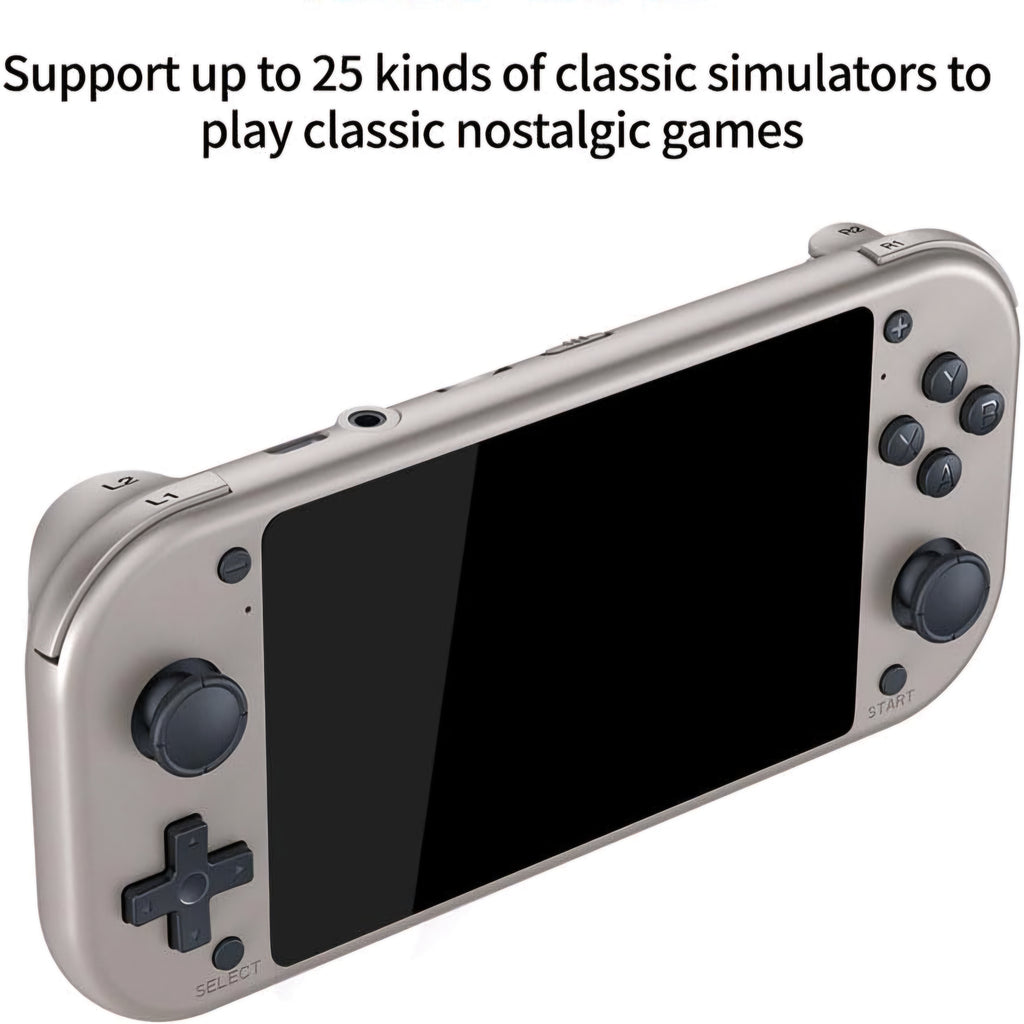 Support up to 25 kinds of classic simulators to
play classic nostalgic games
R2
R1
L2
L1
Y
B
X
A
START
SELECT